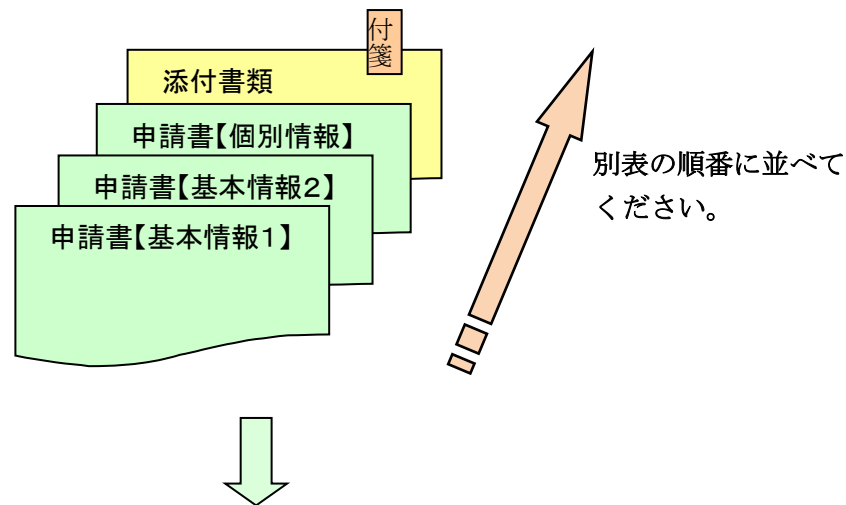 付箋
添付書類
申請書【個別情報】
申請書【基本情報２】
申請書【基本情報１】
別表の順番に並べて
ください。